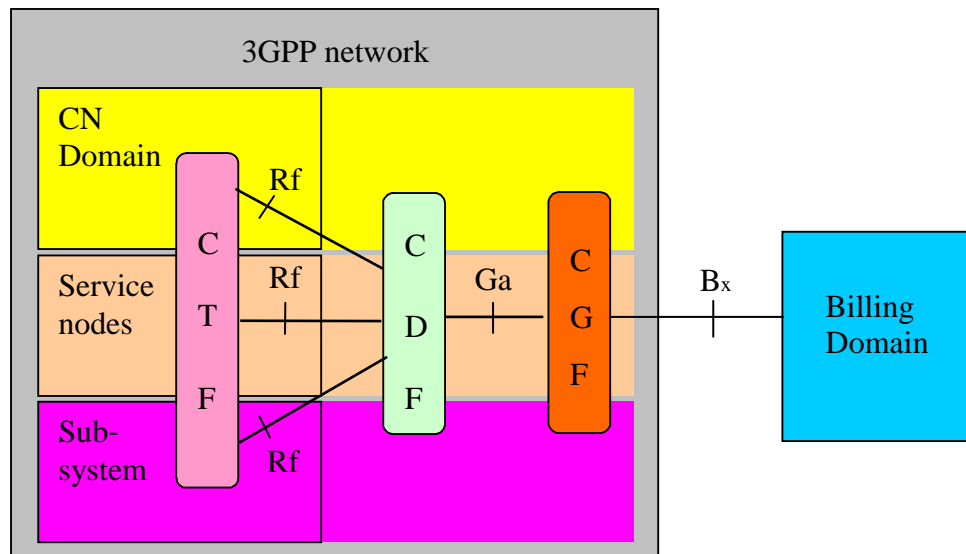 3GPP network
CN
Domain
Rf
C
T
F
Service
nodes
Rf
Sub-
system
Rf
C
D
F
Ga
C
G
F
Bx
Billing
Domain